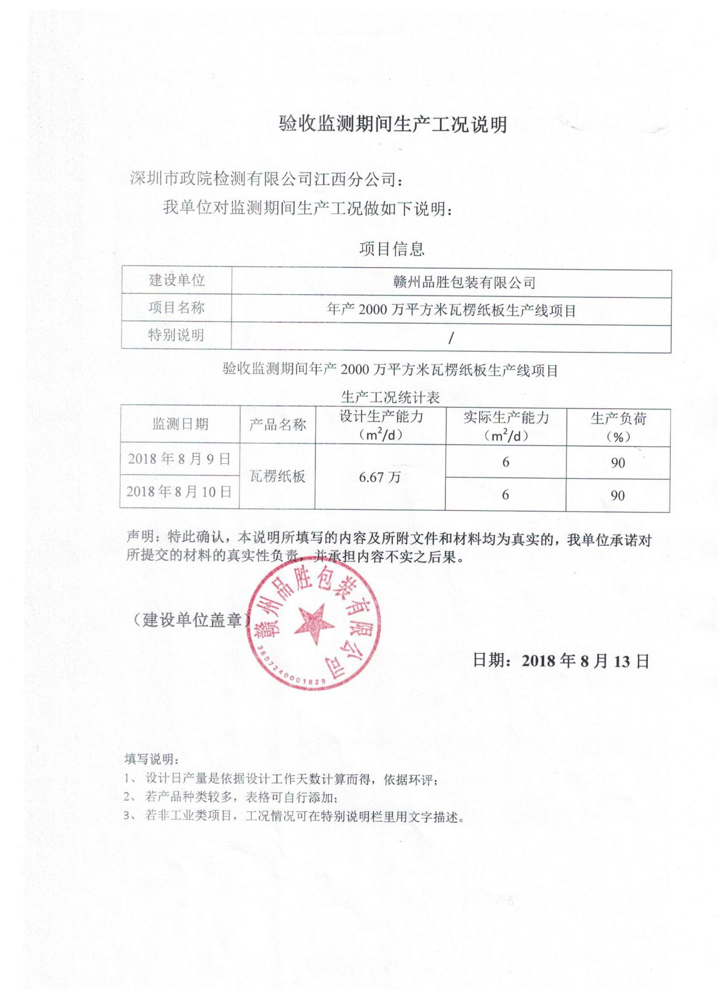 验收监测期间生产工况说明
深圳市政院检测有限公司江西分公司：
我单位对监测期间生产工况做如下说明：
项目信息
建设单位 赣州品胜包装有限公司
项目名称 年产 2000 万平方米瓦楞纸板生产线项目
特别说明 /
验收监测期间年产 2000 万平方米瓦楞纸板生产线项目
生产工况统计表
监测日期 产品名称 设计生产能力（m²/d） 实际生产能力（m²/d） 生产负荷（%）
2018 年 8 月 9 日 瓦楞纸板 6.67 万 6 90
2018 年 8 月 10 日 6 90
声明：特此确认，本说明所填写的内容及所附文件和材料均为真实的，我单位承诺对
所提交的材料的真实性负责，并承担内容不实之后果。
（建设单位盖章）
赣州品胜包装有限公司
3607240001829
日期：2018 年 8 月 13 日
填写说明：
1、 设计日产量是依据设计工作天数计算而得，依据环评；
2、 若产品种类较多，表格可自行添加；
3、 若非工业类项目，工况情况可在特别说明栏里用文字描述。